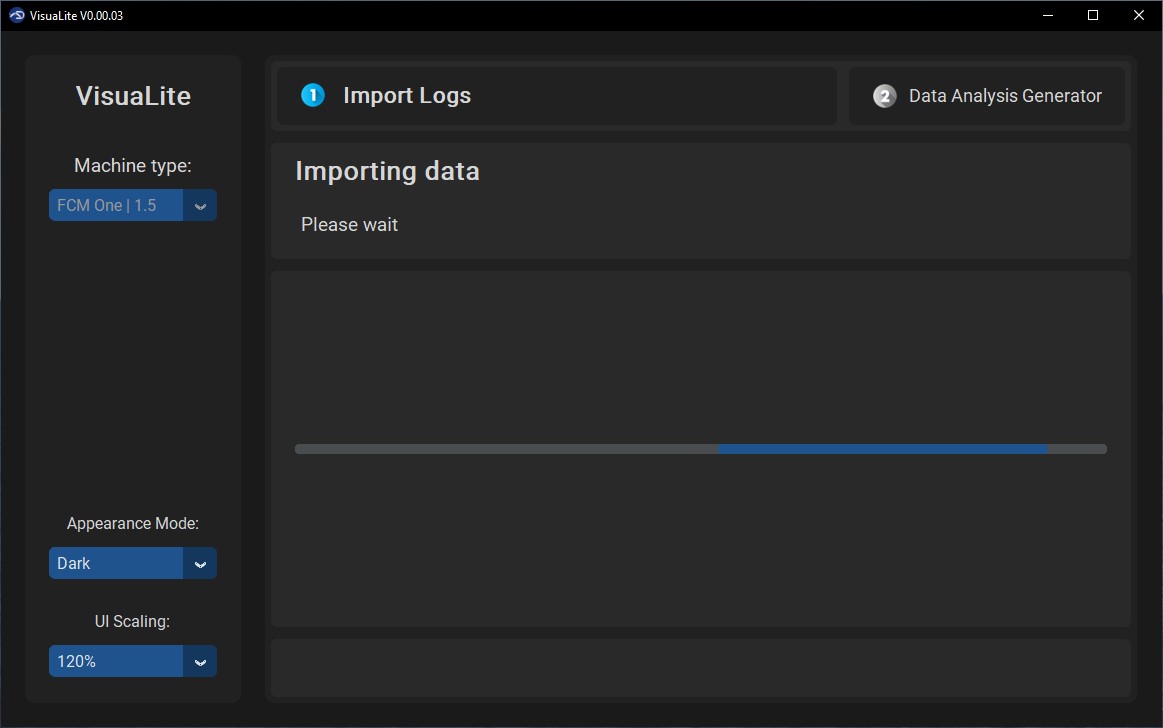 VisuaLite V0.00.03
VisuaLite
Machine type:
FCM One | 1.5
Appearance Mode:
Dark
UI Scaling:
120%
1 Import Logs
2 Data Analysis Generator
Importing data
Please wait